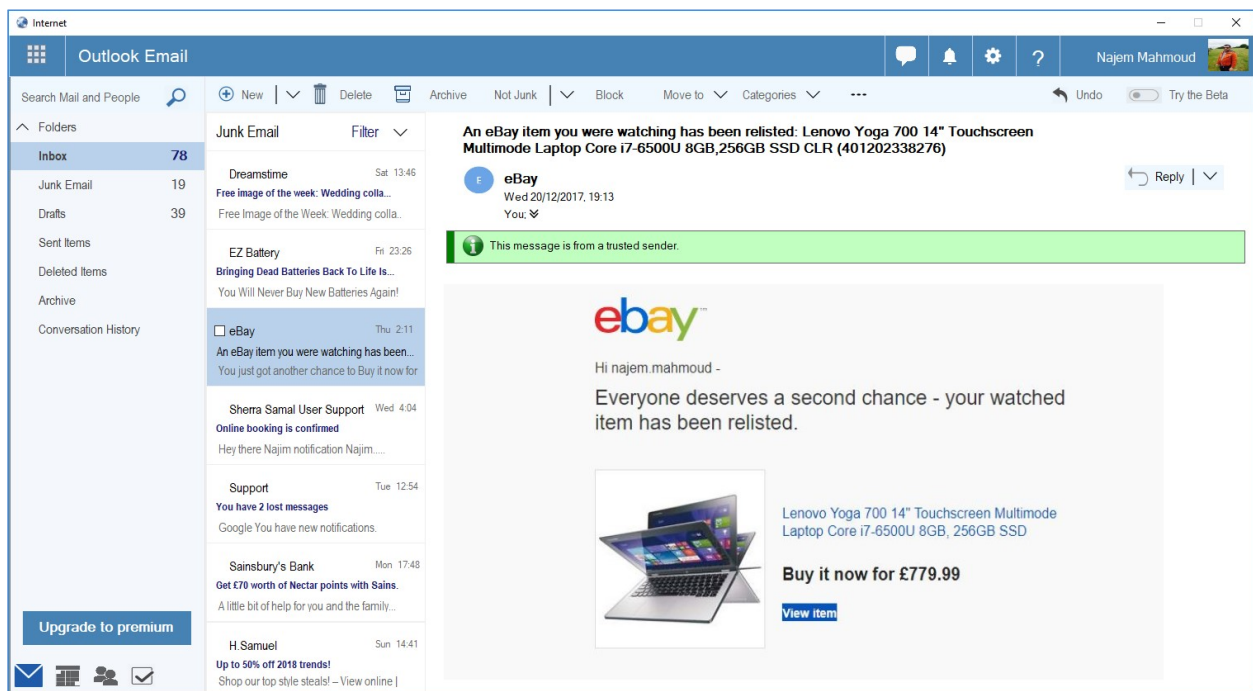 Internet
Outlook Email
?
Najem Mahmoud
Search Mail and People
New
Delete
Archive
Not Junk
Block
Move to
Categories
...
Undo
Try the Beta
Folders
Inbox 78
Junk Email 19
Drafts 39
Sent Items
Deleted Items
Archive
Conversation History
Upgrade to premium
Junk Email Filter
Dreamstime Sat 13:46
Free image of the week: Wedding colla...
Free Image of the Week: Wedding colla..
EZ Battery Fri 23:26
Bringing Dead Batteries Back To Life Is...
You Will Never Buy New Batteries Again!
eBay Thu 2:11
An eBay item you were watching has been...
You just got another chance to Buy it now for
Sherra Samal User Support Wed 4:04
Online booking is confirmed
Hey there Najim notification Najim.....
Support Tue 12:54
You have 2 lost messages
Google You have new notifications.
Sainsbury's Bank Mon 17:48
Get £70 worth of Nectar points with Sains.
A little bit of help for you and the family...
H.Samuel Sun 14:41
Up to 50% off 2018 trends!
Shop our top style steals! – View online |
An eBay item you were watching has been relisted: Lenovo Yoga 700 14" Touchscreen
Multimode Laptop Core i7-6500U 8GB,256GB SSD CLR (401202338276)
E
eBay
Wed 20/12/2017, 19:13
You;
Reply
This message is from a trusted sender.
ebay™
Hi najem.mahmoud -
Everyone deserves a second chance - your watched
item has been relisted.
Lenovo Yoga 700 14" Touchscreen Multimode
Laptop Core i7-6500U 8GB, 256GB SSD
Buy it now for £779.99
View item